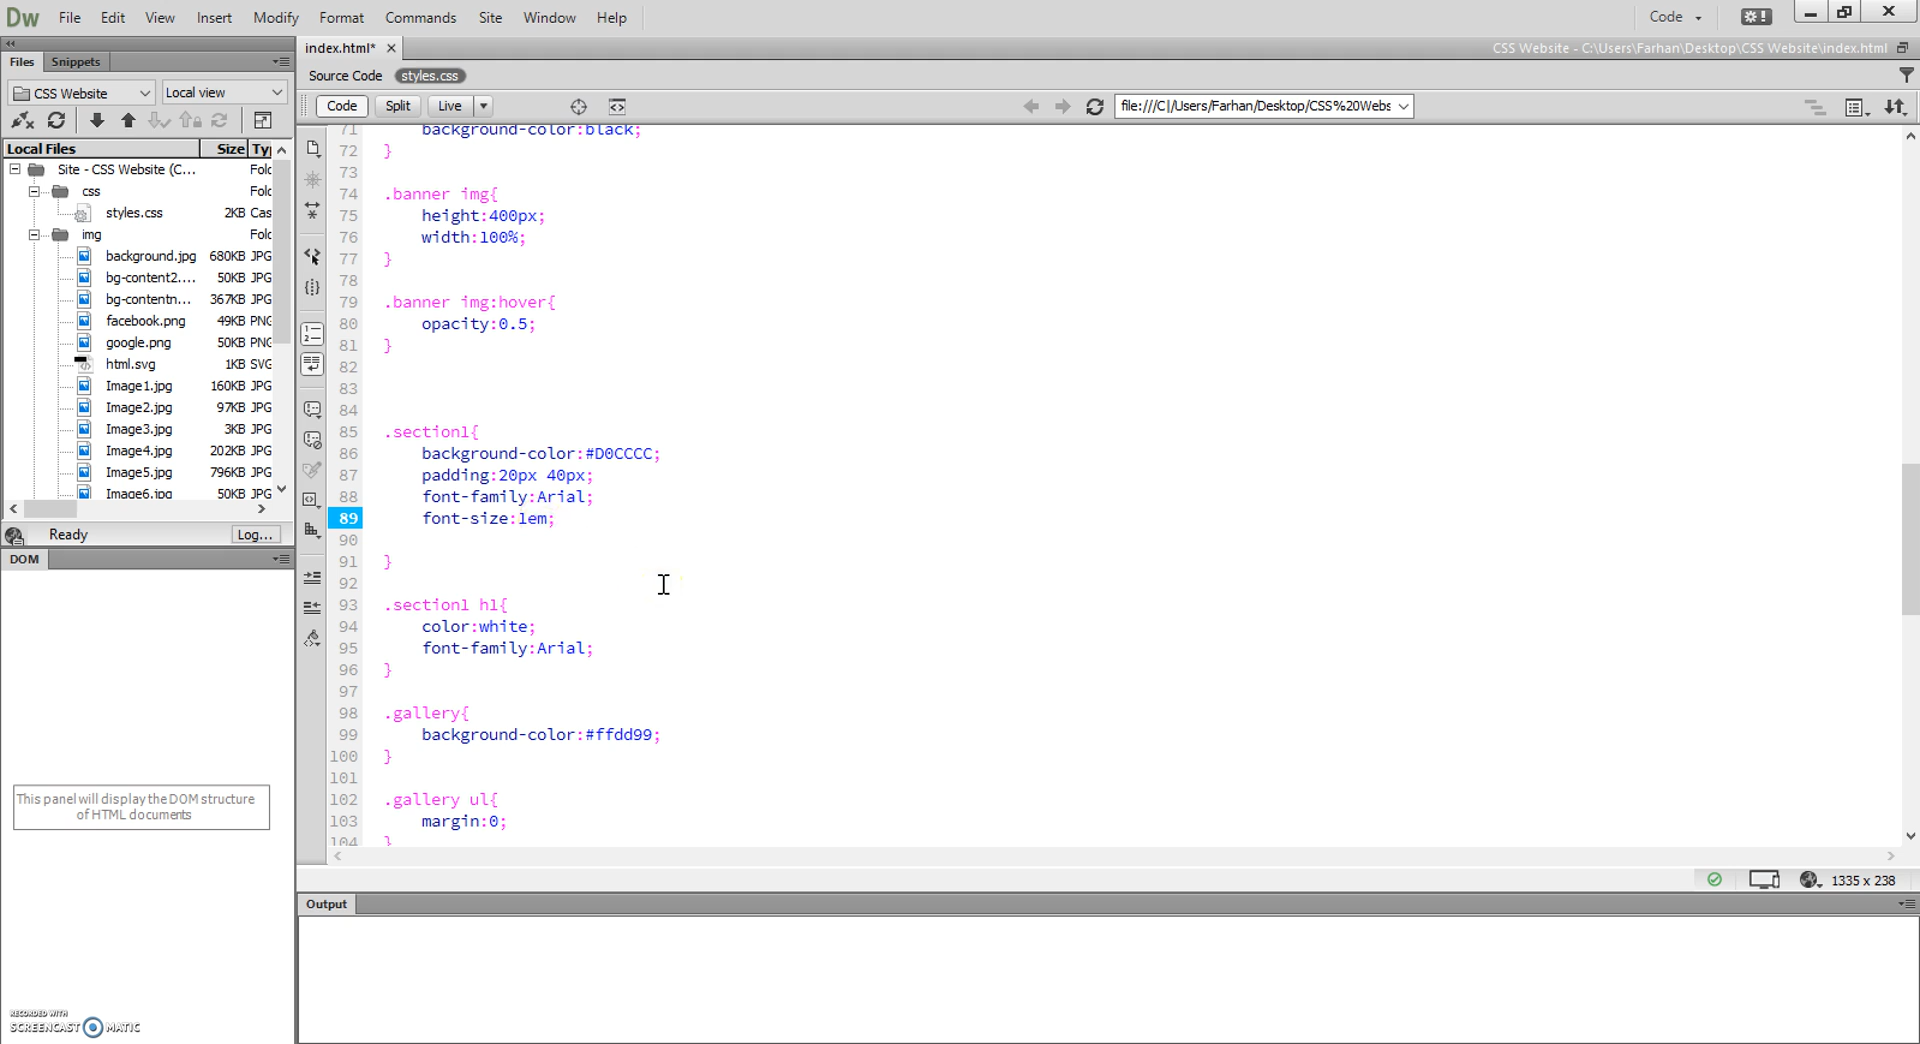 Dw File Edit View Insert Modify Format Commands Site Window Help Code
Files Snippets
index.html*
CSS Website - C:\Users\Farhan\Desktop\CSS Website\index.html
Source Code styles.css
CSS Website Local view
Code Split Live
file:///C|/Users/Farhan/Desktop/CSS%20Webs
Local Files Size Ty
Site - CSS Website (C... Fold
css Fold
styles.css 2KB Cas
img Fold
background.jpg 680KB JPG
bg-content2.... 50KB JPG
bg-contentn... 367KB JPG
facebook.png 49KB PNG
google.png 50KB PNG
html.svg 1KB SVG
Image1.jpg 160KB JPG
Image2.jpg 97KB JPG
Image3.jpg 3KB JPG
Image4.jpg 202KB JPG
Image5.jpg 796KB JPG
Image6.jpg 50KB JPG
Ready Log...
DOM
This panel will display the DOM structure
of HTML documents
RECORDED WITH
SCREENCAST MATIC
71 background-color:black;
72 }
73
74 .banner img{
75 height:400px;
76 width:100%;
77 }
78
79 .banner img:hover{
80 opacity:0.5;
81 }
82
83
84
85 .section1{
86 background-color:#D0CCCC;
87 padding:20px 40px;
88 font-family:Arial;
89 font-size:1em;
90
91 }
92
93 .section1 h1{
94 color:white;
95 font-family:Arial;
96 }
97
98 .gallery{
99 background-color:#ffdd99;
100 }
101
102 .gallery ul{
103 margin:0;
104 }
1335 x 238
Output